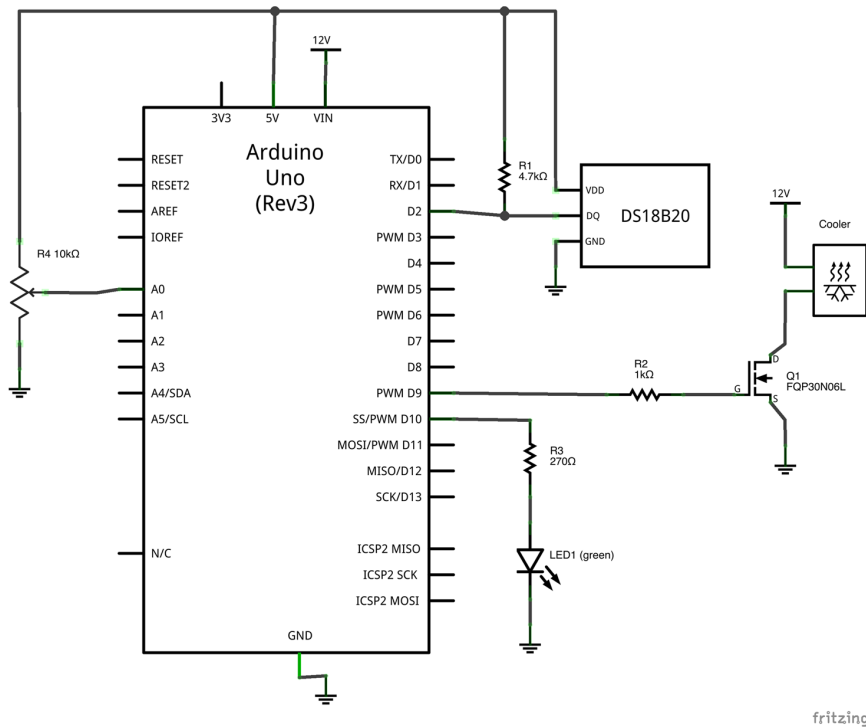 12V
3V3
5V
VIN
Arduino
Uno
(Rev3)
RESET
RESET2
AREF
IOREF
A0
A1
A2
A3
A4/SDA
A5/SCL
N/C
TX/D0
RX/D1
D2
PWM D3
D4
PWM D5
PWM D6
D7
D8
PWM D9
SS/PWM D10
MOSI/PWM D11
MISO/D12
SCK/D13
ICSP2 MISO
ICSP2 SCK
ICSP2 MOSI
GND
R4 10kΩ
R1
4.7kΩ
VDD
DQ
GND
DS18B20
12V
Cooler
R2
1kΩ
D
G
S
Q1
FQP30N06L
R3
270Ω
LED1 (green)
fritzing